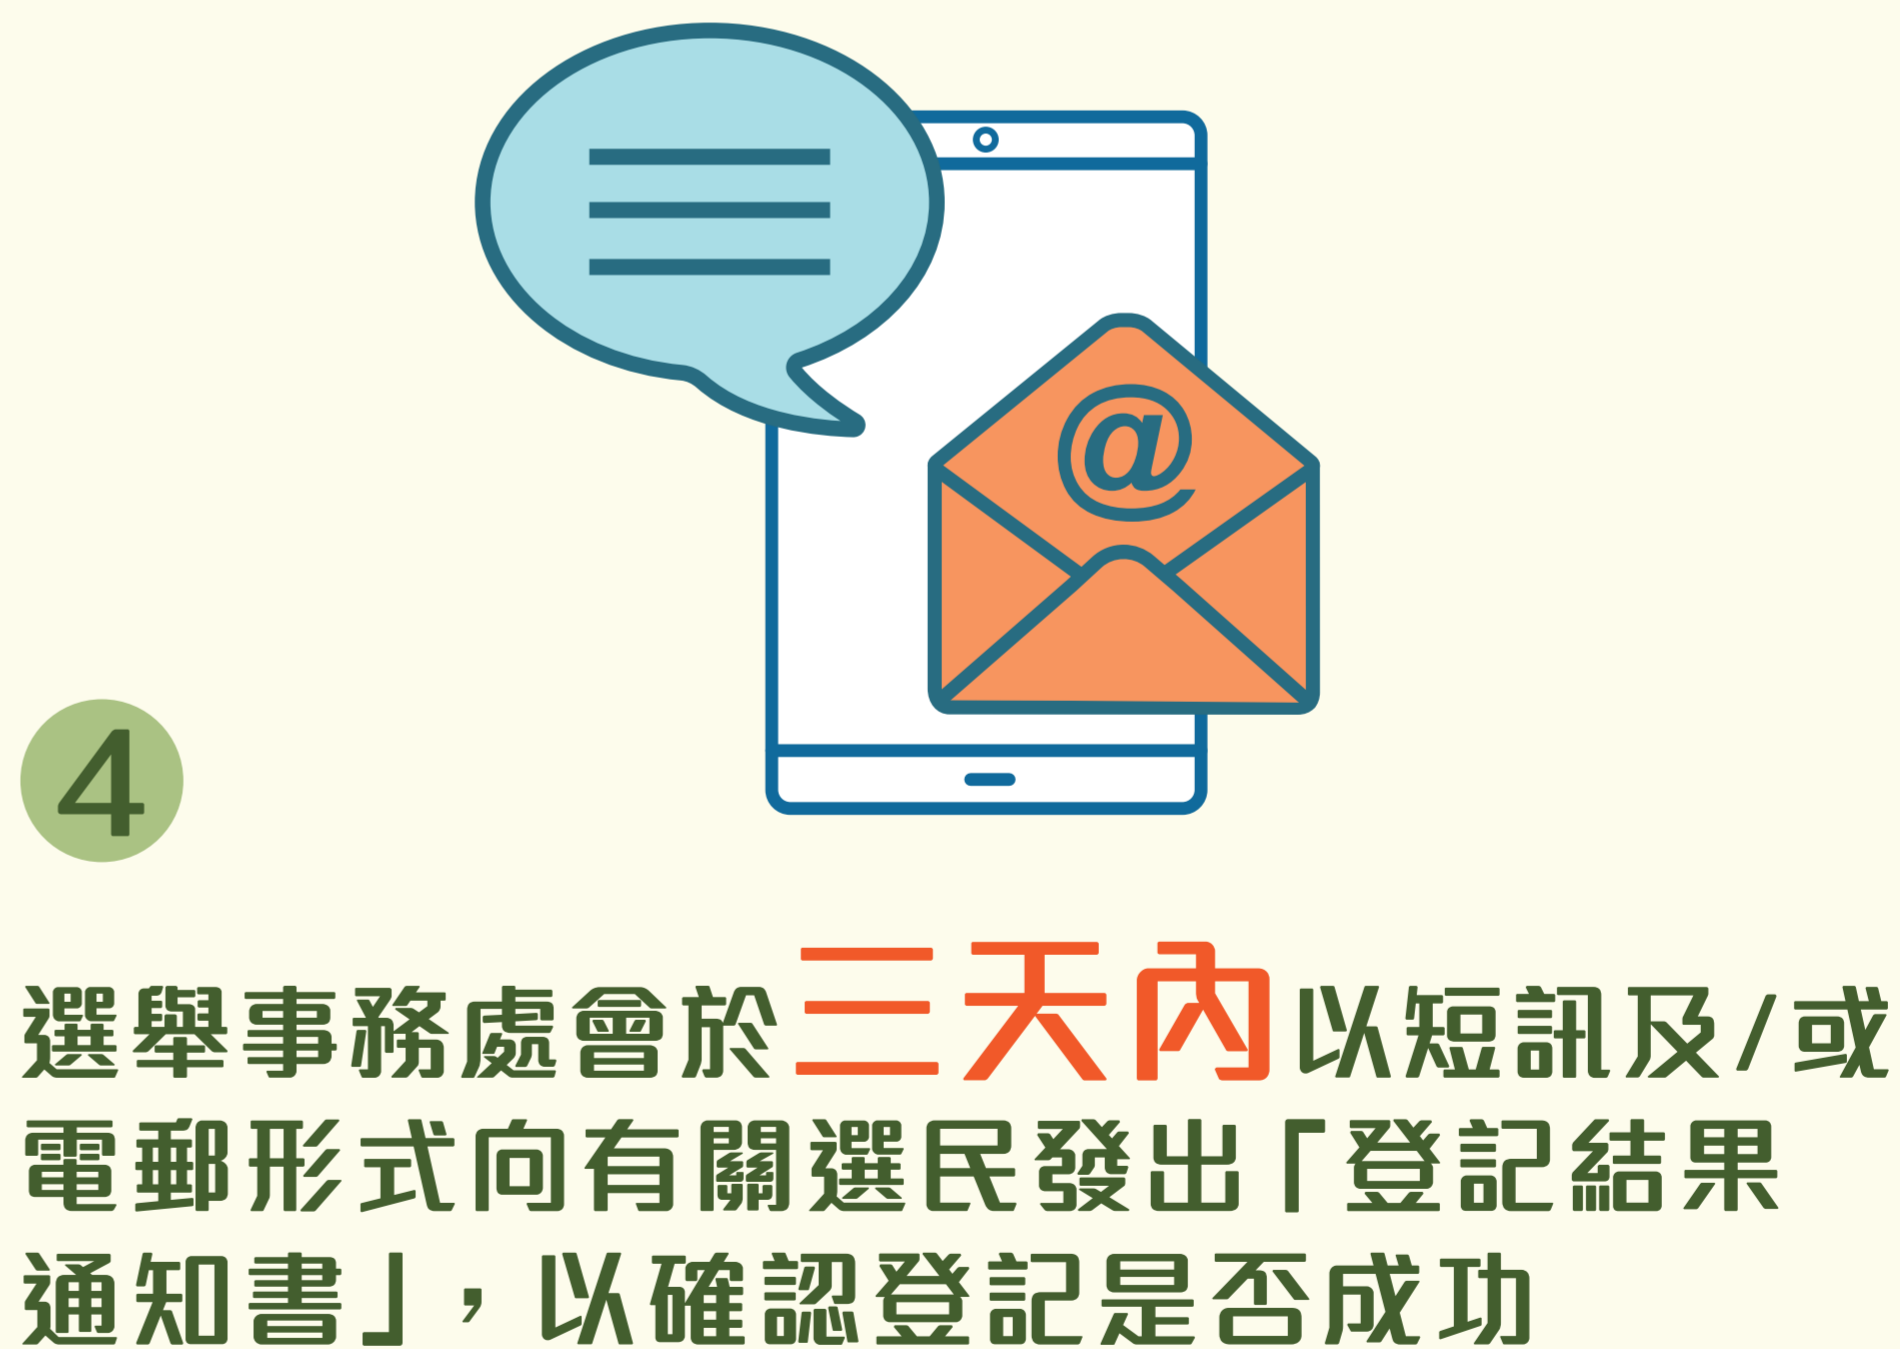 @
4
選舉事務處會於三天內以短訊及/或
電郵形式向有關選民發出「登記結果
通知書」，以確認登記是否成功